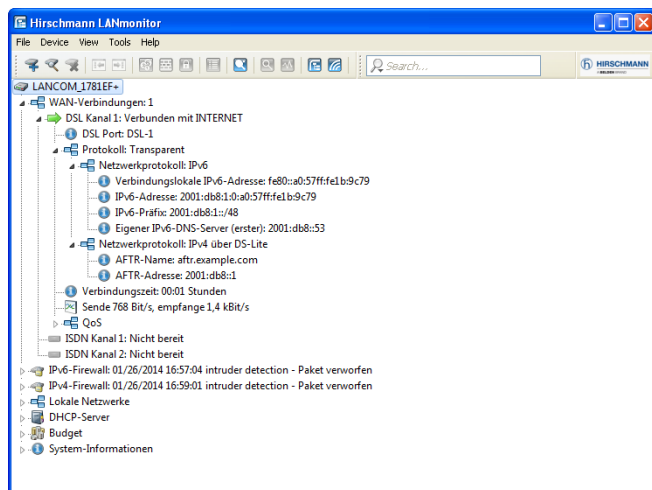 Hirschmann LANmonitor
File Device View Tools Help
Search...
HIRSCHMANN
A BELDEN BRAND
LANCOM_1781EF+
WAN-Verbindungen: 1
DSL Kanal 1: Verbunden mit INTERNET
DSL Port: DSL-1
Protokoll: Transparent
Netzwerkprotokoll: IPv6
Verbindungslokale IPv6-Adresse: fe80::a0:57ff:fe1b:9c79
IPv6-Adresse: 2001:db8:1:0:a0:57ff:fe1b:9c79
IPv6-Präfix: 2001:db8:1::/48
Eigener IPv6-DNS-Server (erster): 2001:db8::53
Netzwerkprotokoll: IPv4 über DS-Lite
AFTR-Name: aftr.example.com
AFTR-Adresse: 2001:db8::1
Verbindungszeit: 00:01 Stunden
Sende 768 Bit/s, empfange 1,4 kBit/s
QoS
ISDN Kanal 1: Nicht bereit
ISDN Kanal 2: Nicht bereit
IPv6-Firewall: 01/26/2014 16:57:04 intruder detection - Paket verworfen
IPv4-Firewall: 01/26/2014 16:59:01 intruder detection - Paket verworfen
Lokale Netzwerke
DHCP-Server
Budget
System-Informationen